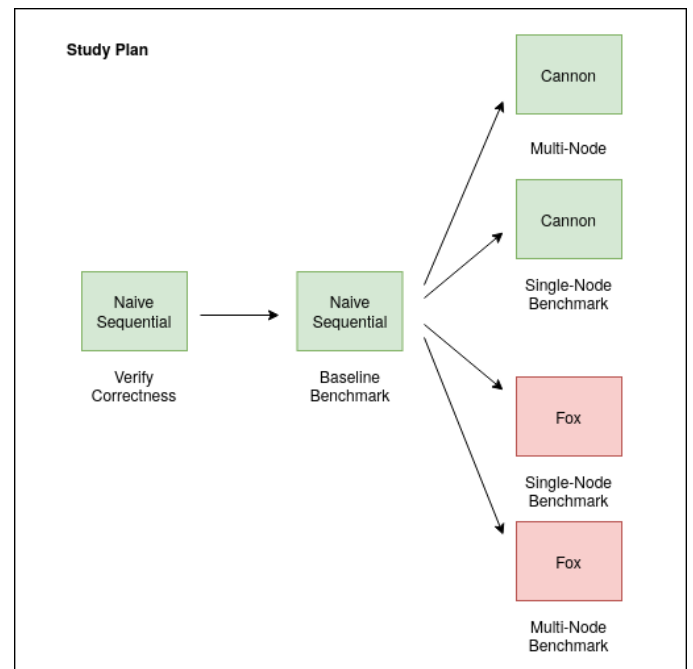 Study Plan
Cannon
Multi-Node
Cannon
Single-Node
Benchmark
Naive
Sequential
Verify
Correctness
Naive
Sequential
Baseline
Benchmark
Fox
Single-Node
Benchmark
Fox
Multi-Node
Benchmark